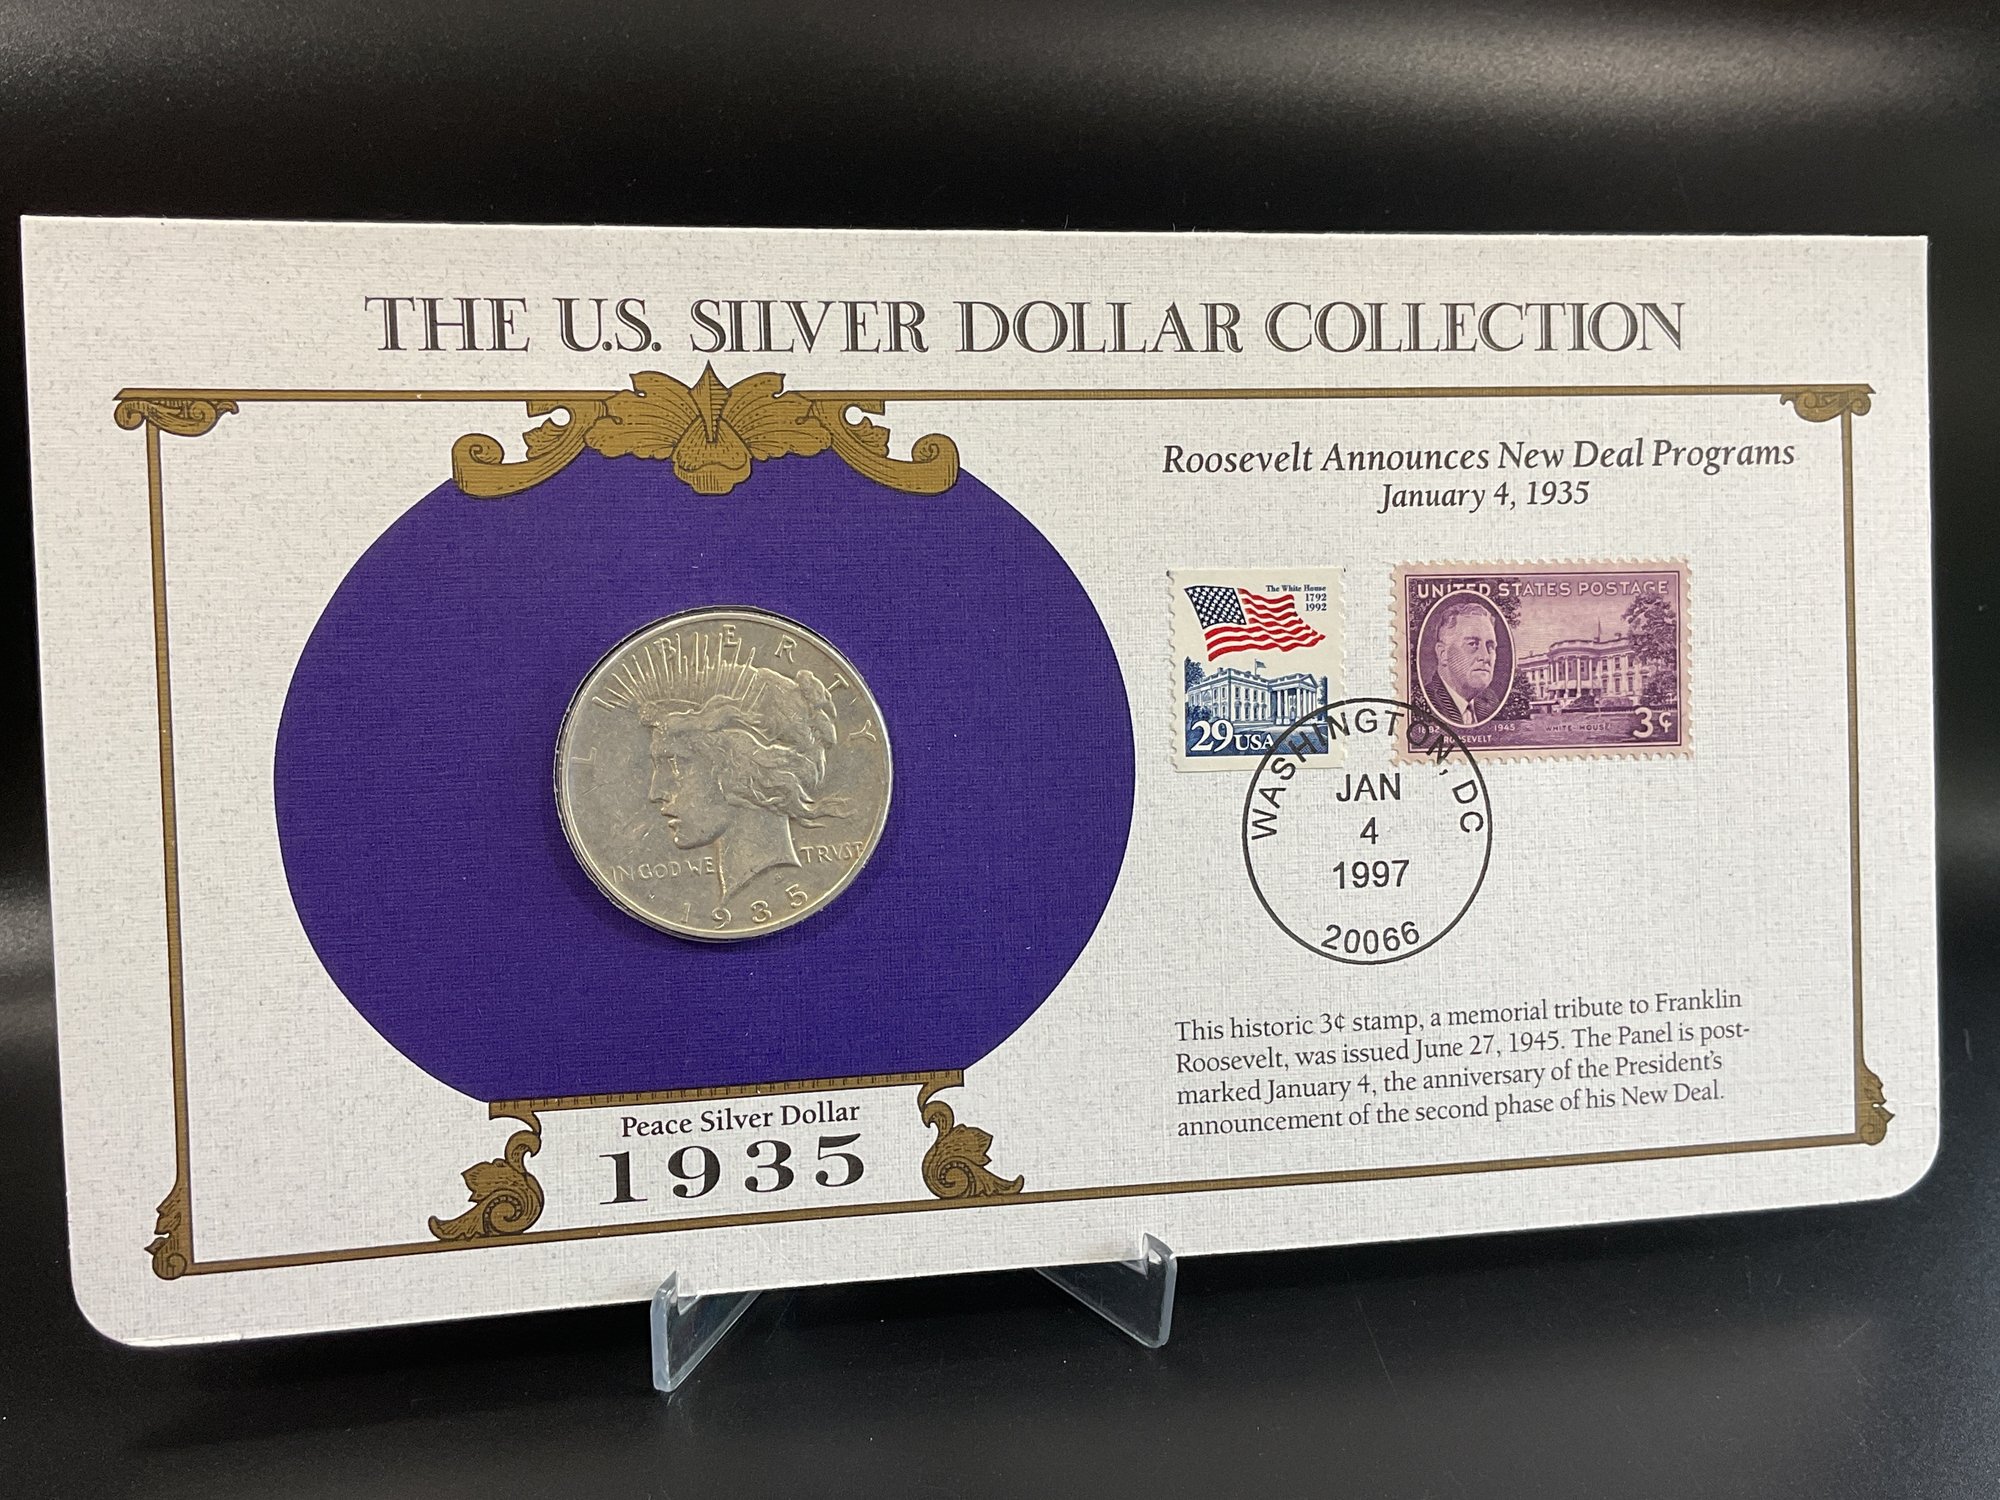 THE U.S. SILVER DOLLAR COLLECTION
Roosevelt Announces New Deal Programs
January 4, 1935
The White House
1792
1992
29USA
UNITED STATES POSTAGE
1882 1945
ROOSEVELT
WHITE HOUSE
3¢
WASHINGTON, DC
JAN
4
1997
20066
LIBERTY
IN GOD WE TRVST
1935
This historic 3¢ stamp, a memorial tribute to Franklin
Roosevelt, was issued June 27, 1945. The Panel is post-
marked January 4, the anniversary of the President's
announcement of the second phase of his New Deal.
Peace Silver Dollar
1935